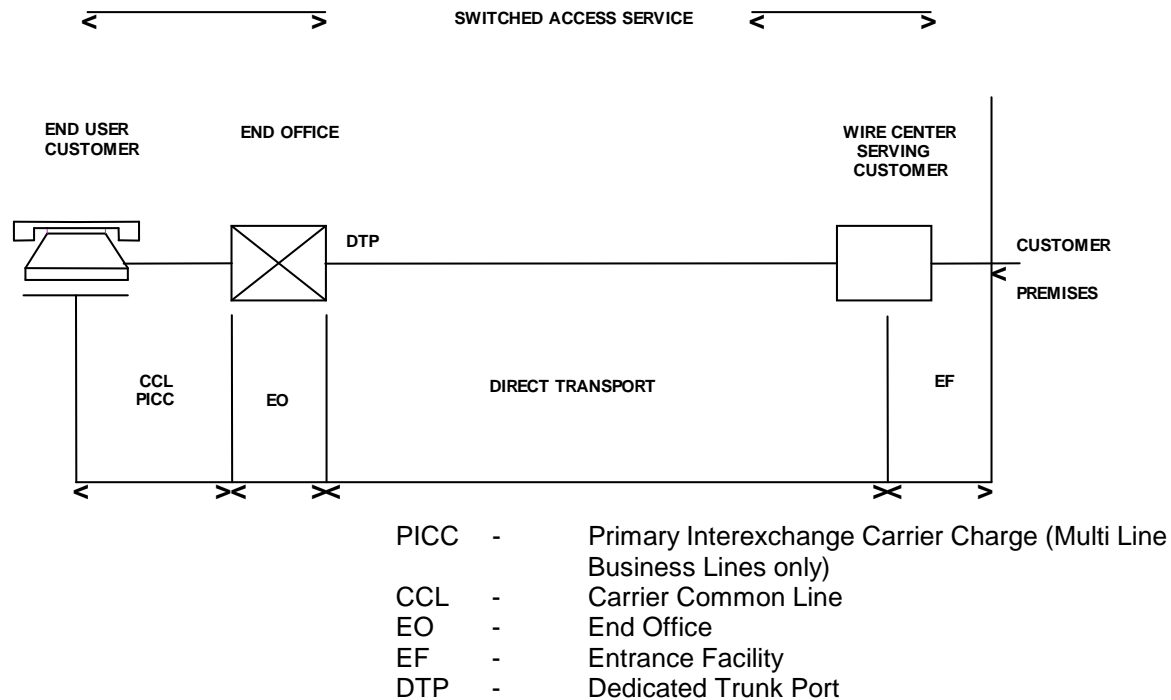 SWITCHED ACCESS SERVICE
END USER
CUSTOMER
END OFFICE
WIRE CENTER
SERVING
CUSTOMER
DTP
CUSTOMER
PREMISES
CCL
PICC
EO
DIRECT TRANSPORT
EF
PICC - Primary Interexchange Carrier Charge (Multi Line
Business Lines only)
CCL - Carrier Common Line
EO - End Office
EF - Entrance Facility
DTP - Dedicated Trunk Port